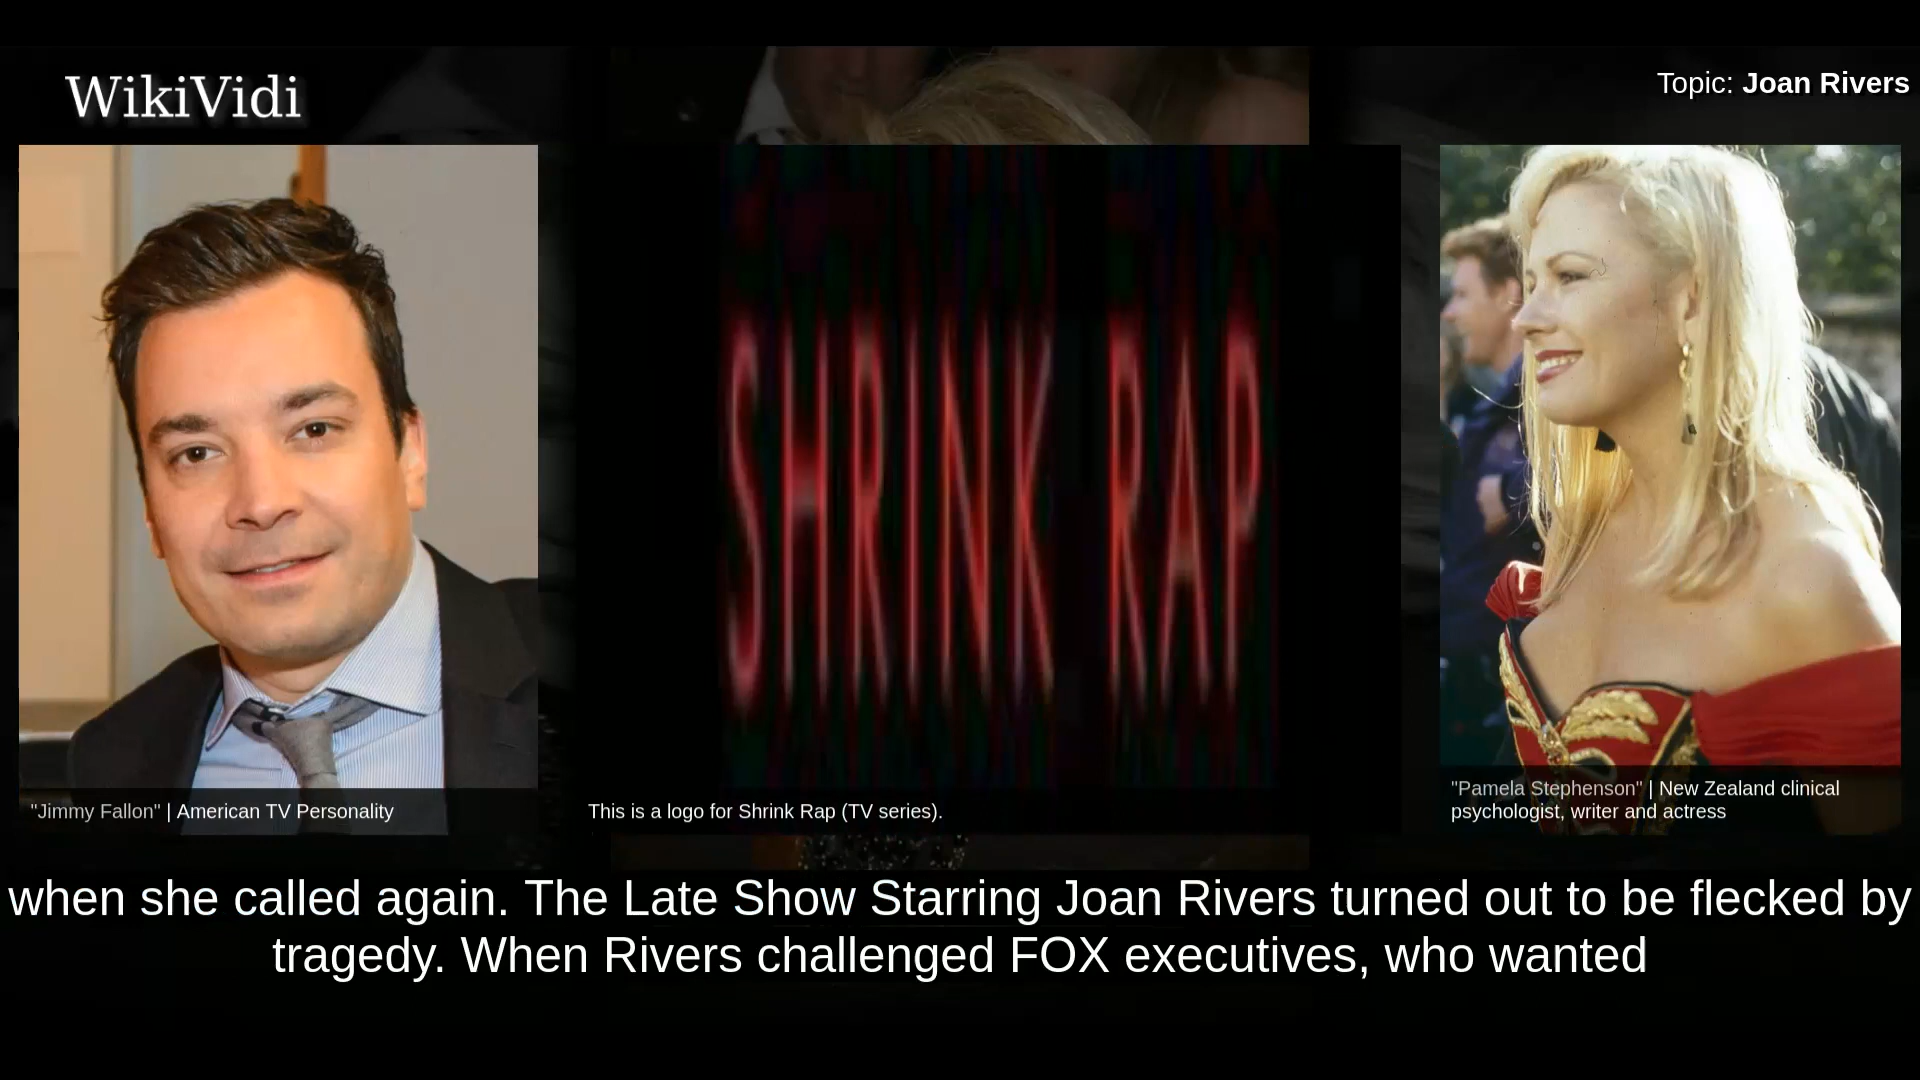 WikiVidi
Topic: Joan Rivers
SHRINK RAP
"Jimmy Fallon" | American TV Personality
This is a logo for Shrink Rap (TV series).
"Pamela Stephenson" | New Zealand clinical
psychologist, writer and actress
when she called again. The Late Show Starring Joan Rivers turned out to be flecked by
tragedy. When Rivers challenged FOX executives, who wanted